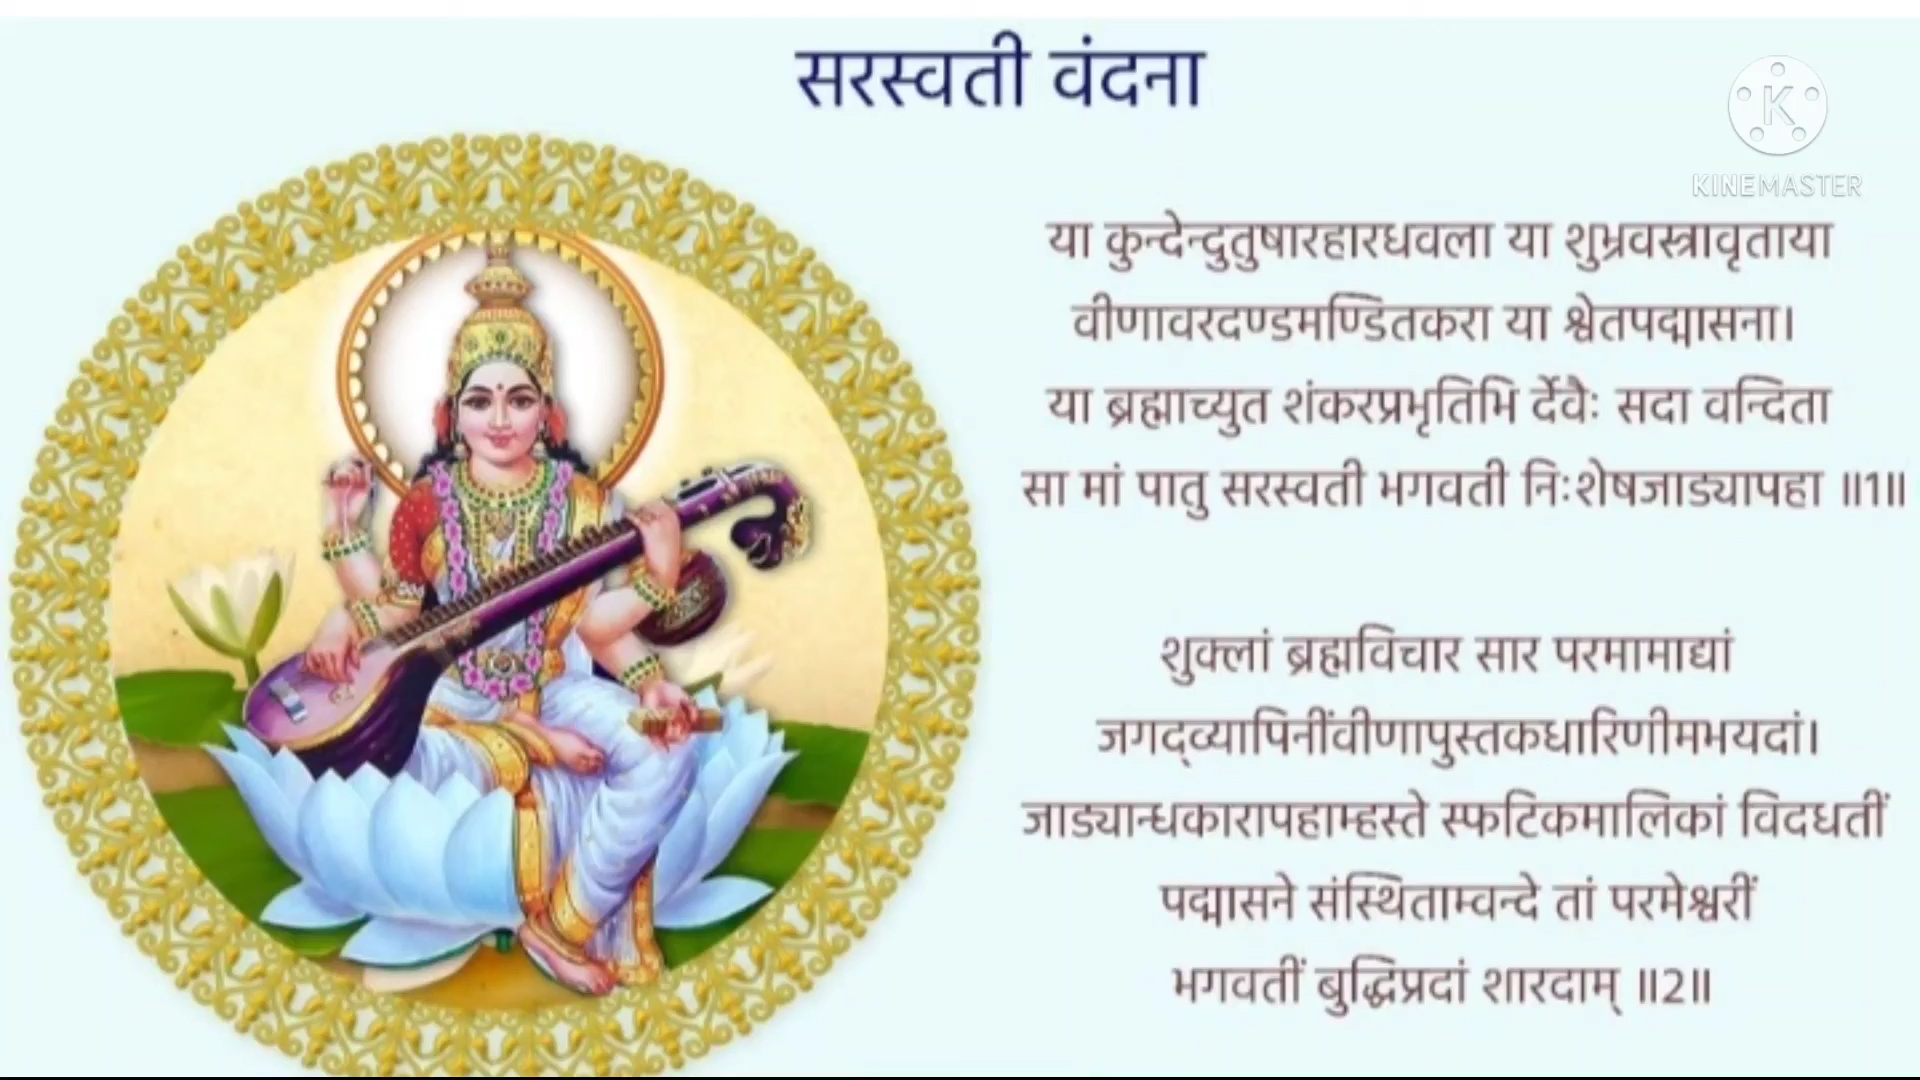 सरस्वती वंदना
K
KINEMASTER
या कुन्देन्दुतुषारहारधवला या शुभ्रवस्त्रावृताया
वीणावरदण्डमण्डितकरा या श्वेतपद्मासना।
या ब्रह्माच्युत शंकरप्रभृतिभि र्देवैः सदा वन्दिता
सा मां पातु सरस्वती भगवती निःशेषजाड्यापहा ॥1॥
शुक्लां ब्रह्मविचार सार परमामाद्यां
जगद्व्यापिनींवीणापुस्तकधारिणीमभयदां।
जाड्यान्धकारापहाम्हस्ते स्फटिकमालिकां विदधतीं
पद्मासने संस्थिताम्वन्दे तां परमेश्वरीं
भगवतीं बुद्धिप्रदां शारदाम् ॥2॥